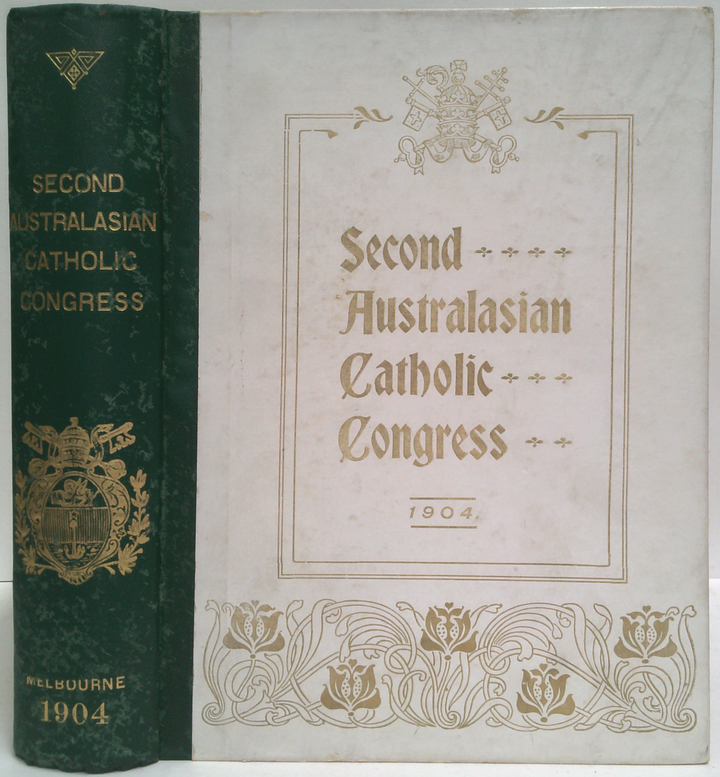 SECOND
AUSTRALASIAN
CATHOLIC
CONGRESS
MELBOURNE
1904
Second
Australasian
Catholic
Congress
1904.